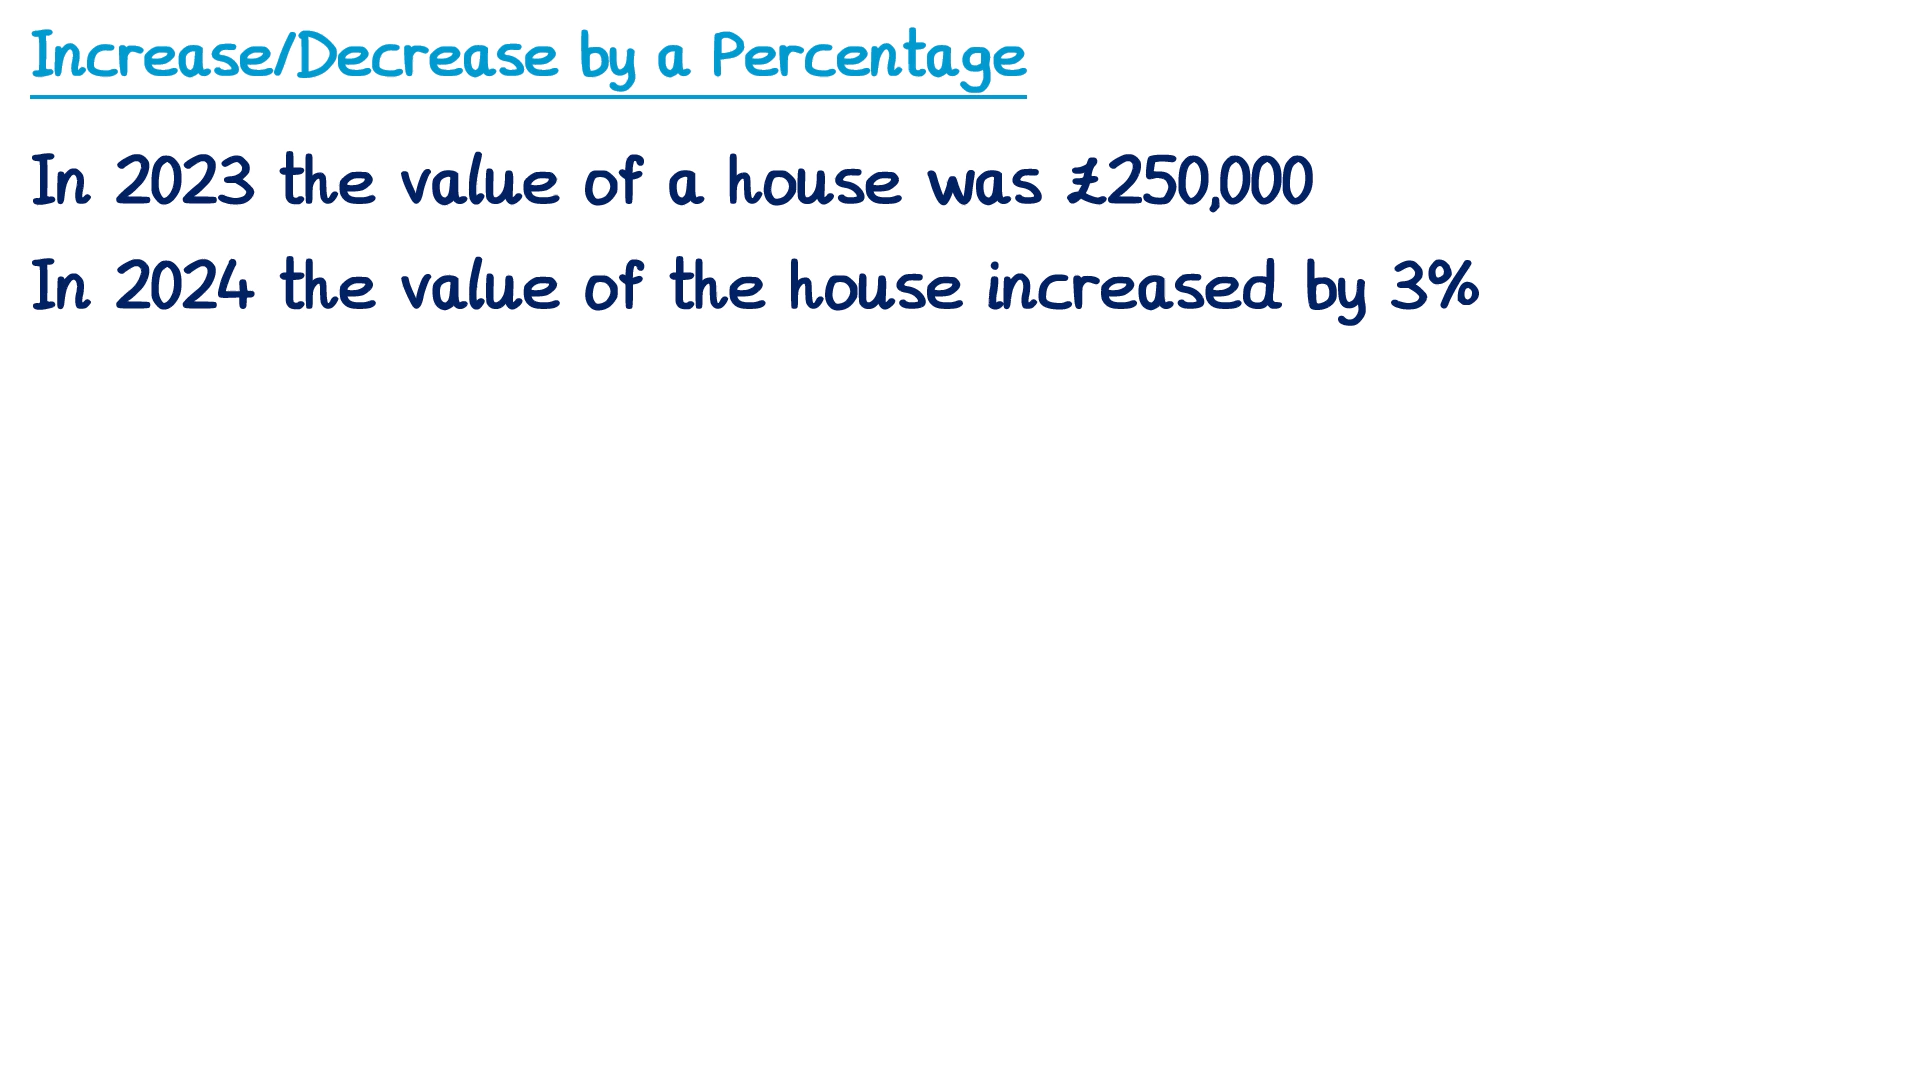 Increase/Decrease by a Percentage
In 2023 the value of a house was £250,000
In 2024 the value of the house increased by 3%